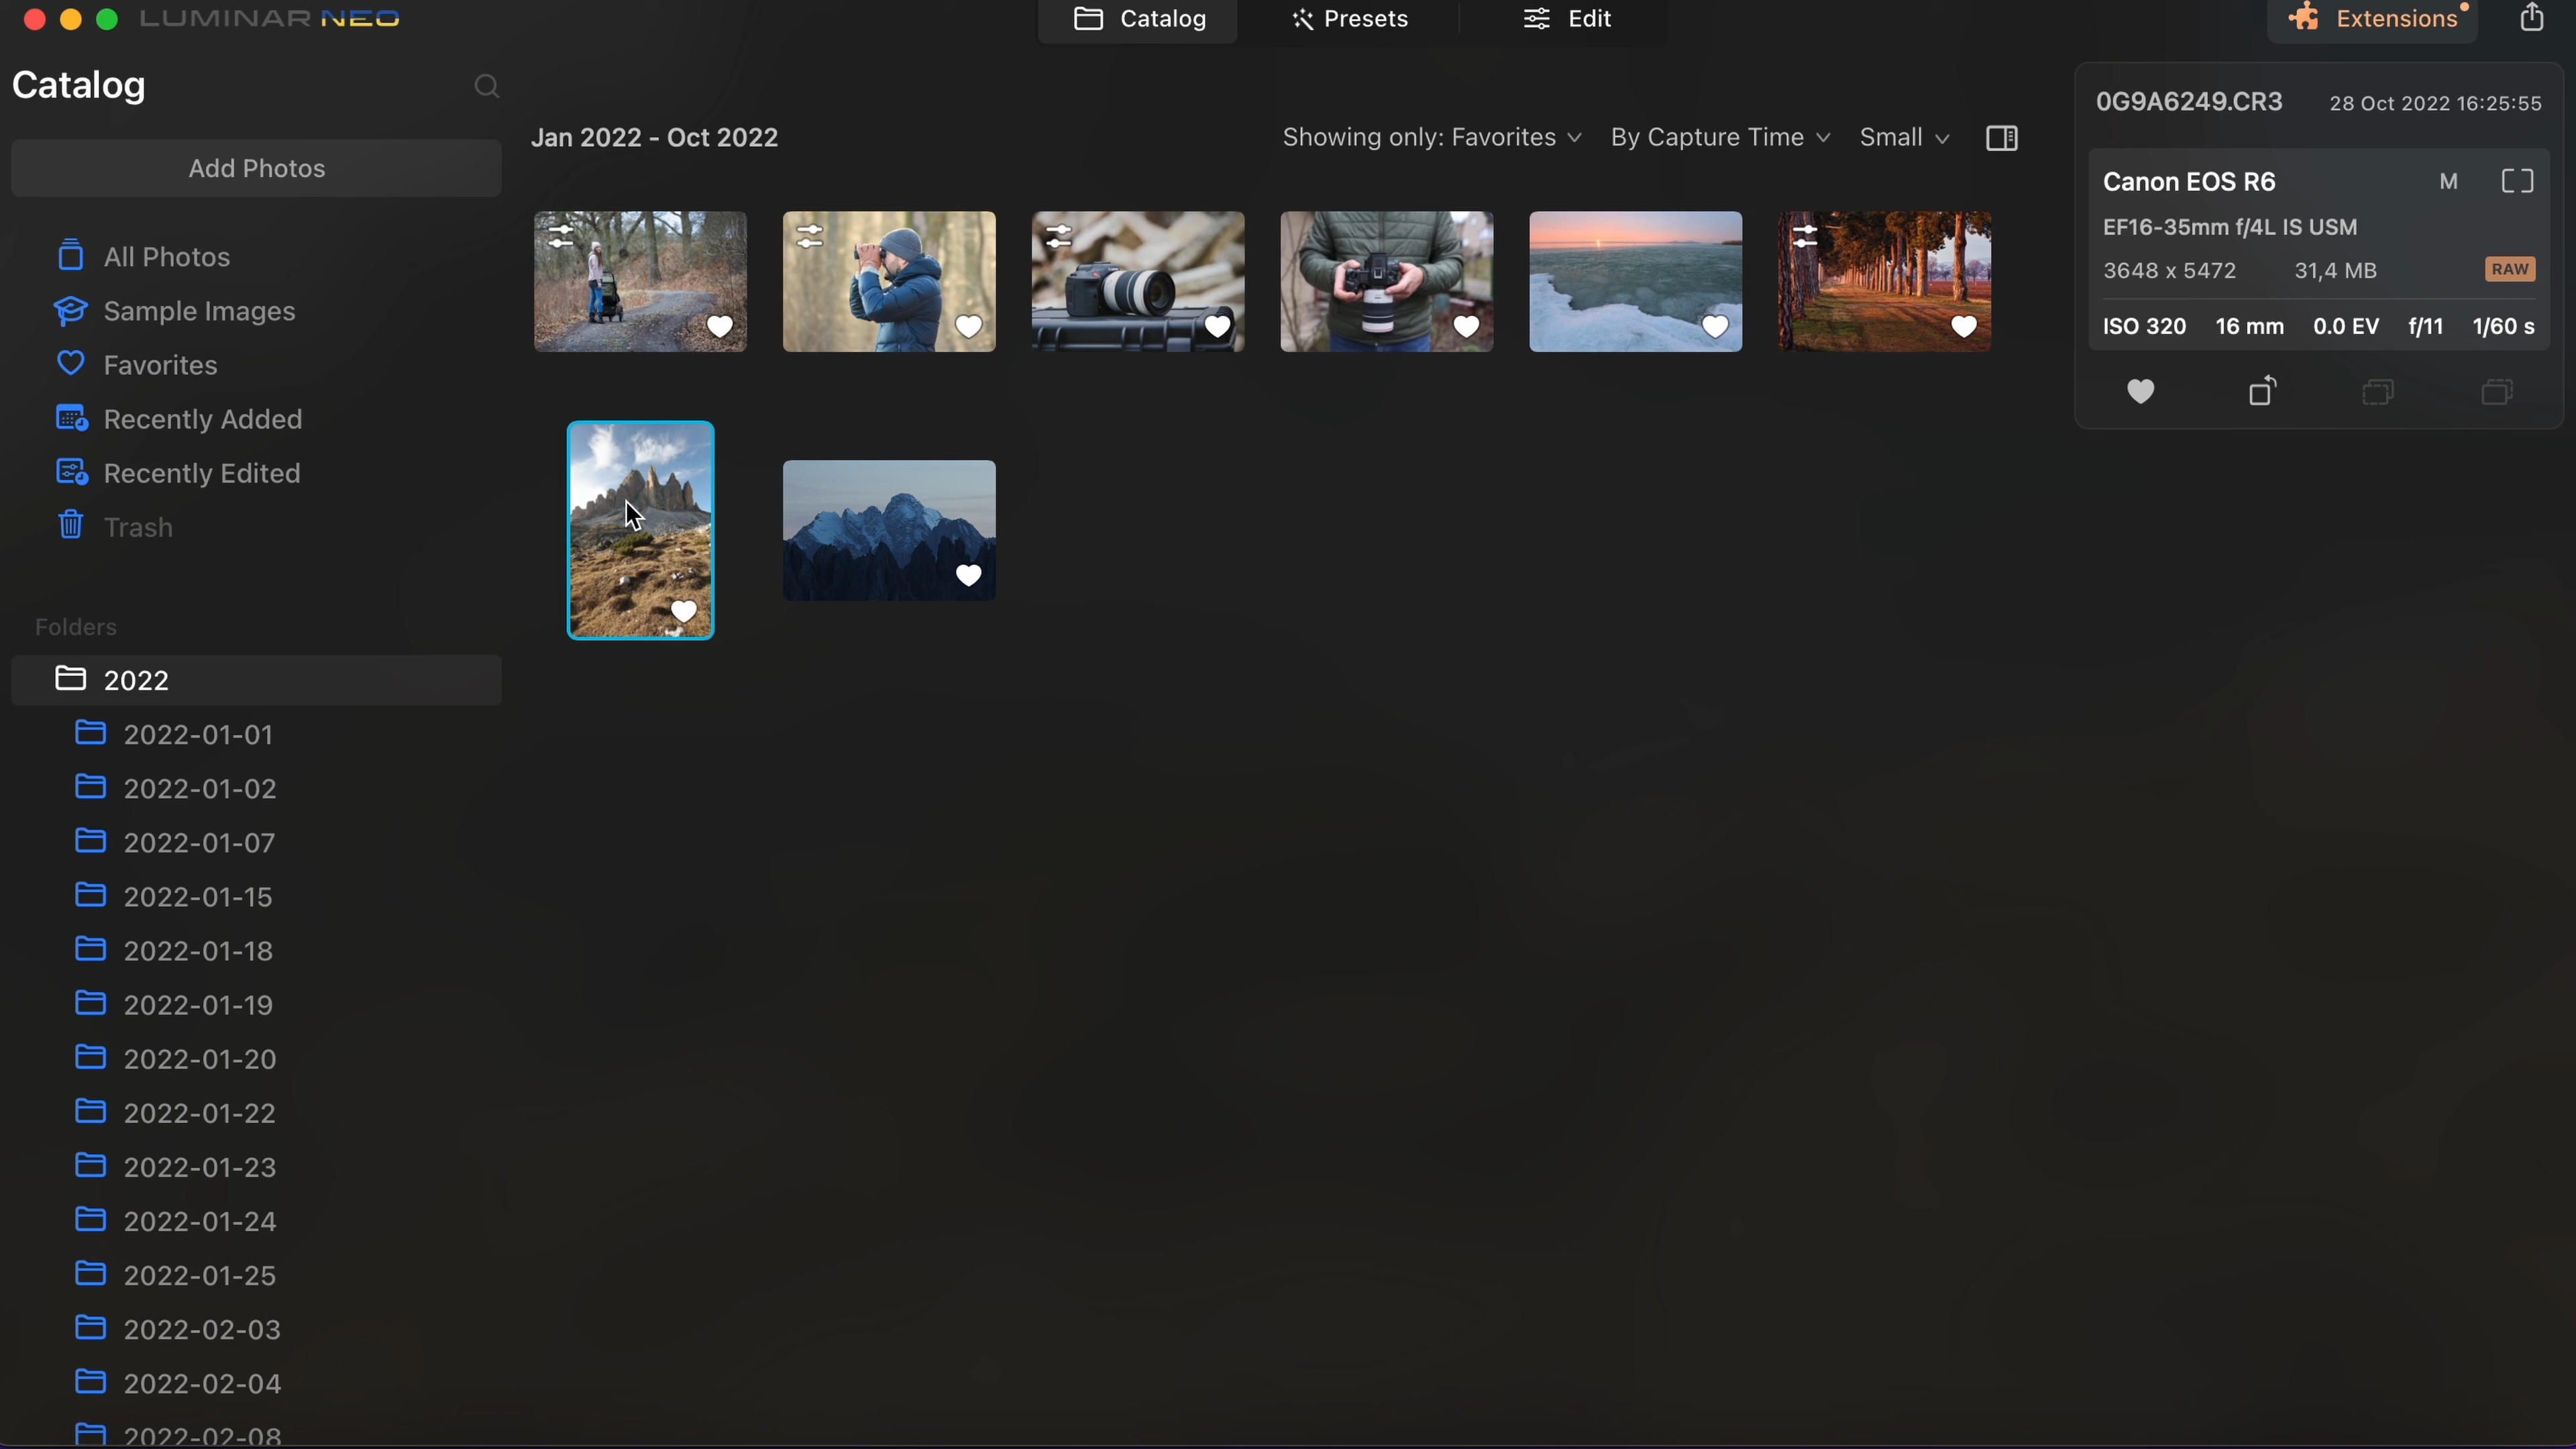 LUMINAR NEO
Catalog
Presets
Edit
Extensions
Catalog
Add Photos
All Photos
Sample Images
Favorites
Recently Added
Recently Edited
Trash
Folders
2022
2022-01-01
2022-01-02
2022-01-07
2022-01-15
2022-01-18
2022-01-19
2022-01-20
2022-01-22
2022-01-23
2022-01-24
2022-01-25
2022-02-03
2022-02-04
2022-02-08
Jan 2022 - Oct 2022
Showing only: Favorites
By Capture Time
Small
0G9A6249.CR3 28 Oct 2022 16:25:55
Canon EOS R6 M
EF16-35mm f/4L IS USM
3648 x 5472 31,4 MB RAW
ISO 320 16 mm 0.0 EV f/11 1/60 s